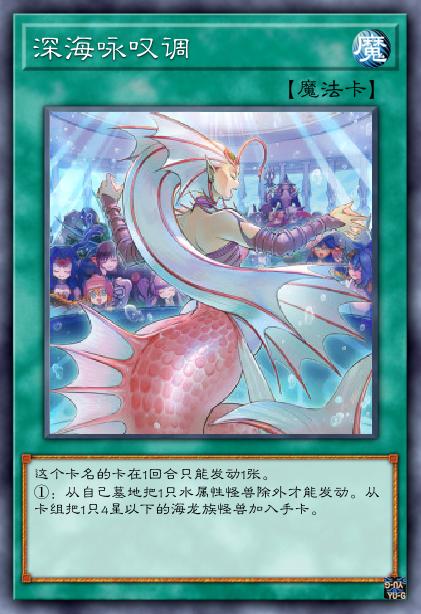 深海咏叹调
魔
【魔法卡】
这个卡名的卡在1回合只能发动1张。
①：从自己墓地把1只水属性怪兽除外才能发动。从
卡组把1只4星以下的海龙族怪兽加入手卡。